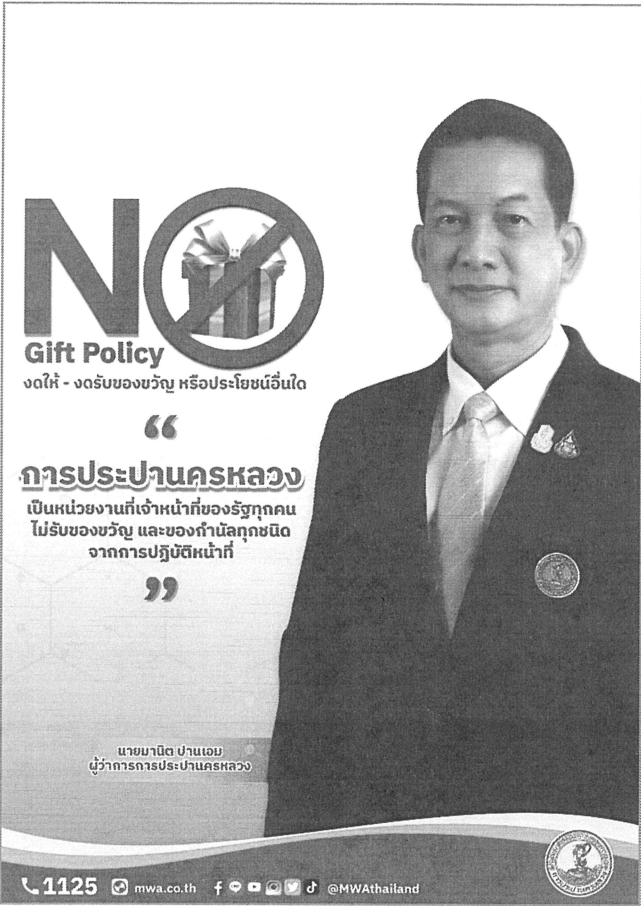 NO
Gift Policy
งดให้ - งดรับของขวัญ หรือประโยชน์อื่นใด
“
การประปานครหลวง
เป็นหน่วยงานที่เจ้าหน้าที่ของรัฐทุกคน
ไม่รับของขวัญ และของกำนัลทุกชนิด
จากการปฏิบัติหน้าที่
”
นายมานิต ปานเอม
ผู้ว่าการการประปานครหลวง
1125 mwa.co.th @MWAthailand